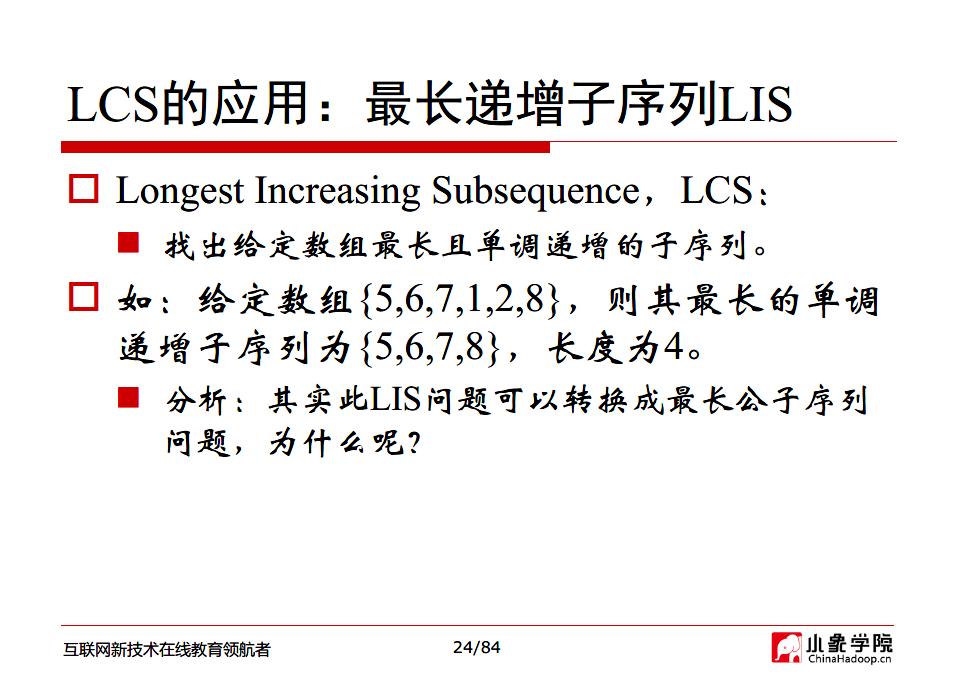 LCS的应用：最长递增子序列LIS
Longest Increasing Subsequence，LCS：
找出给定数组最长且单调递增的子序列。
如：给定数组{5,6,7,1,2,8}，则其最长的单调
递增子序列为{5,6,7,8}，长度为4。
分析：其实此LIS问题可以转换成最长公子序列
问题，为什么呢？
互联网新技术在线教育领航者
24/84
小象学院
ChinaHadoop.cn